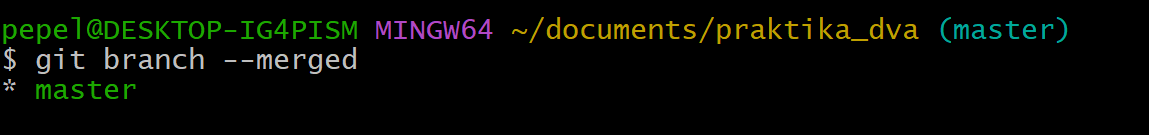 pepel@DESKTOP-IG4PISM MINGW64 ~/documents/praktika_dva (master)
$ git branch --merged
* master